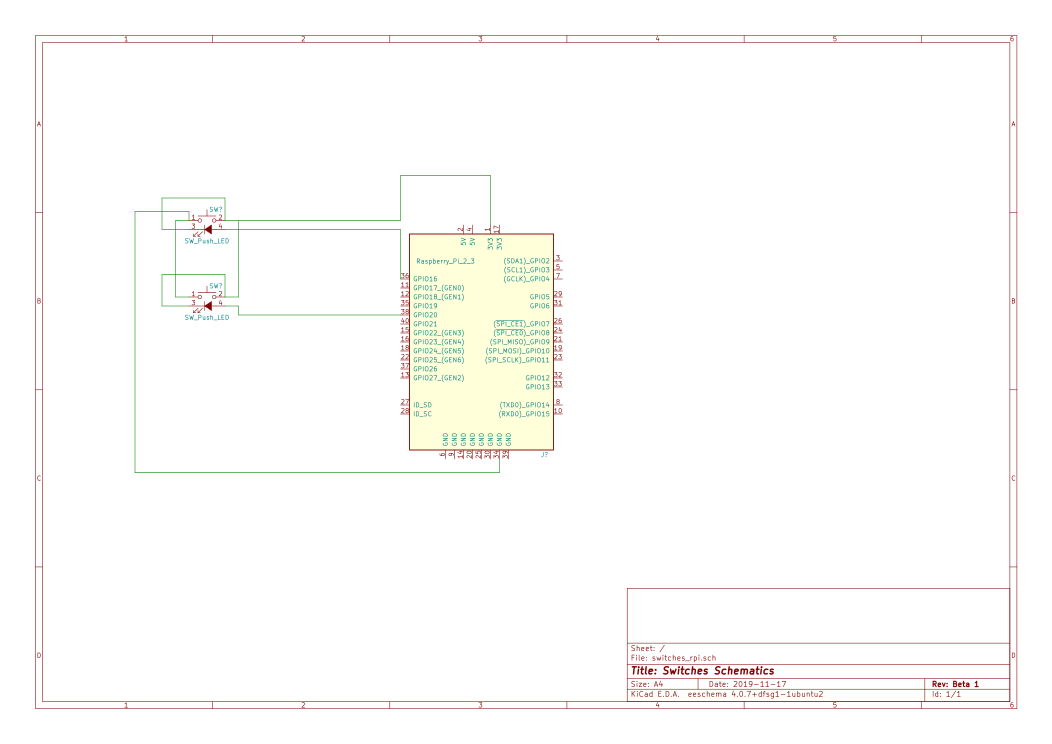 1 2 3 4 5 6
A A
SW?
1 2
3 4
SW_Push_LED
2 4 1 17
5V 5V 3V3 3V3
Raspberry_Pi_2_3
(SDA1)_GPIO2 3
(SCL1)_GPIO3 5
36 GPIO16 (GCLK)_GPIO4 7
11 GPIO17_(GEN0)
SW?
B 1 2 12 GPIO18_(GEN1) GPIO5 29 B
3 4 35 GPIO19 GPIO6 31
SW_Push_LED 38 GPIO20
40 GPIO21 (SPI_CE1)_GPIO7 26
15 GPIO22_(GEN3) (SPI_CE0)_GPIO8 24
16 GPIO23_(GEN4) (SPI_MISO)_GPIO9 21
18 GPIO24_(GEN5) (SPI_MOSI)_GPIO10 19
22 GPIO25_(GEN6) (SPI_SCLK)_GPIO11 23
37 GPIO26
13 GPIO27_(GEN2) GPIO12 32
GPIO13 33
27 ID_SD (TXD0)_GPIO14 8
28 ID_SC (RXD0)_GPIO15 10
GND GND GND GND GND GND GND GND
6 9 14 20 25 30 34 39
J?
C C
Sheet: /
File: switches_rpi.sch
D D
Title: Switches Schematics
Size: A4 Date: 2019-11-17 Rev: Beta 1
KiCad E.D.A. eeschema 4.0.7+dfsg1-1ubuntu2 Id: 1/1
1 2 3 4 5 6